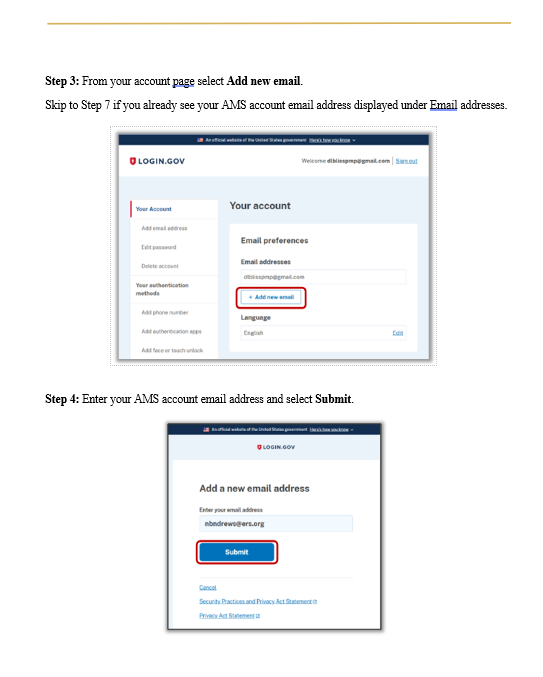 Step 3: From your account page select Add new email.
Skip to Step 7 if you already see your AMS account email address displayed under Email addresses.
An official website of the United States government Here's how you know
LOGIN.GOV
Welcome dlblisspmp@gmail.com | Sign out
Your Account
Your account
Add email address
Edit password
Email preferences
Delete account
Email addresses
dlblisspmp@gmail.com
Your authentication
methods
+ Add new email
Add phone number
Language
Add authentication apps
English
Edit
Add face or touch unlock
Step 4: Enter your AMS account email address and select Submit.
An official website of the United States government Here's how you know
LOGIN.GOV
Add a new email address
Enter your email address
nbndrews@ers.org
Submit
Cancel
Security Practices and Privacy Act Statement
Privacy Act Statement